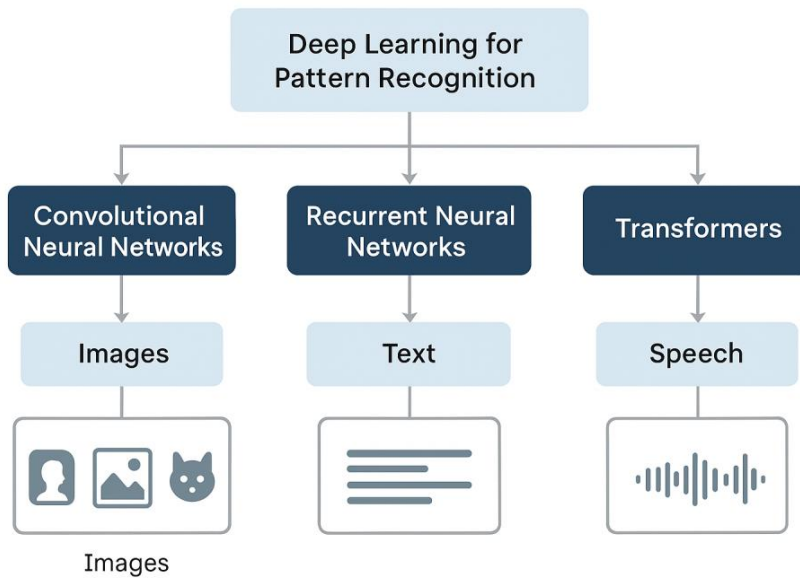 Deep Learning for
Pattern Recognition
Convolutional
Neural Networks
Recurrent Neural
Networks
Transformers
Images
Text
Speech
Images